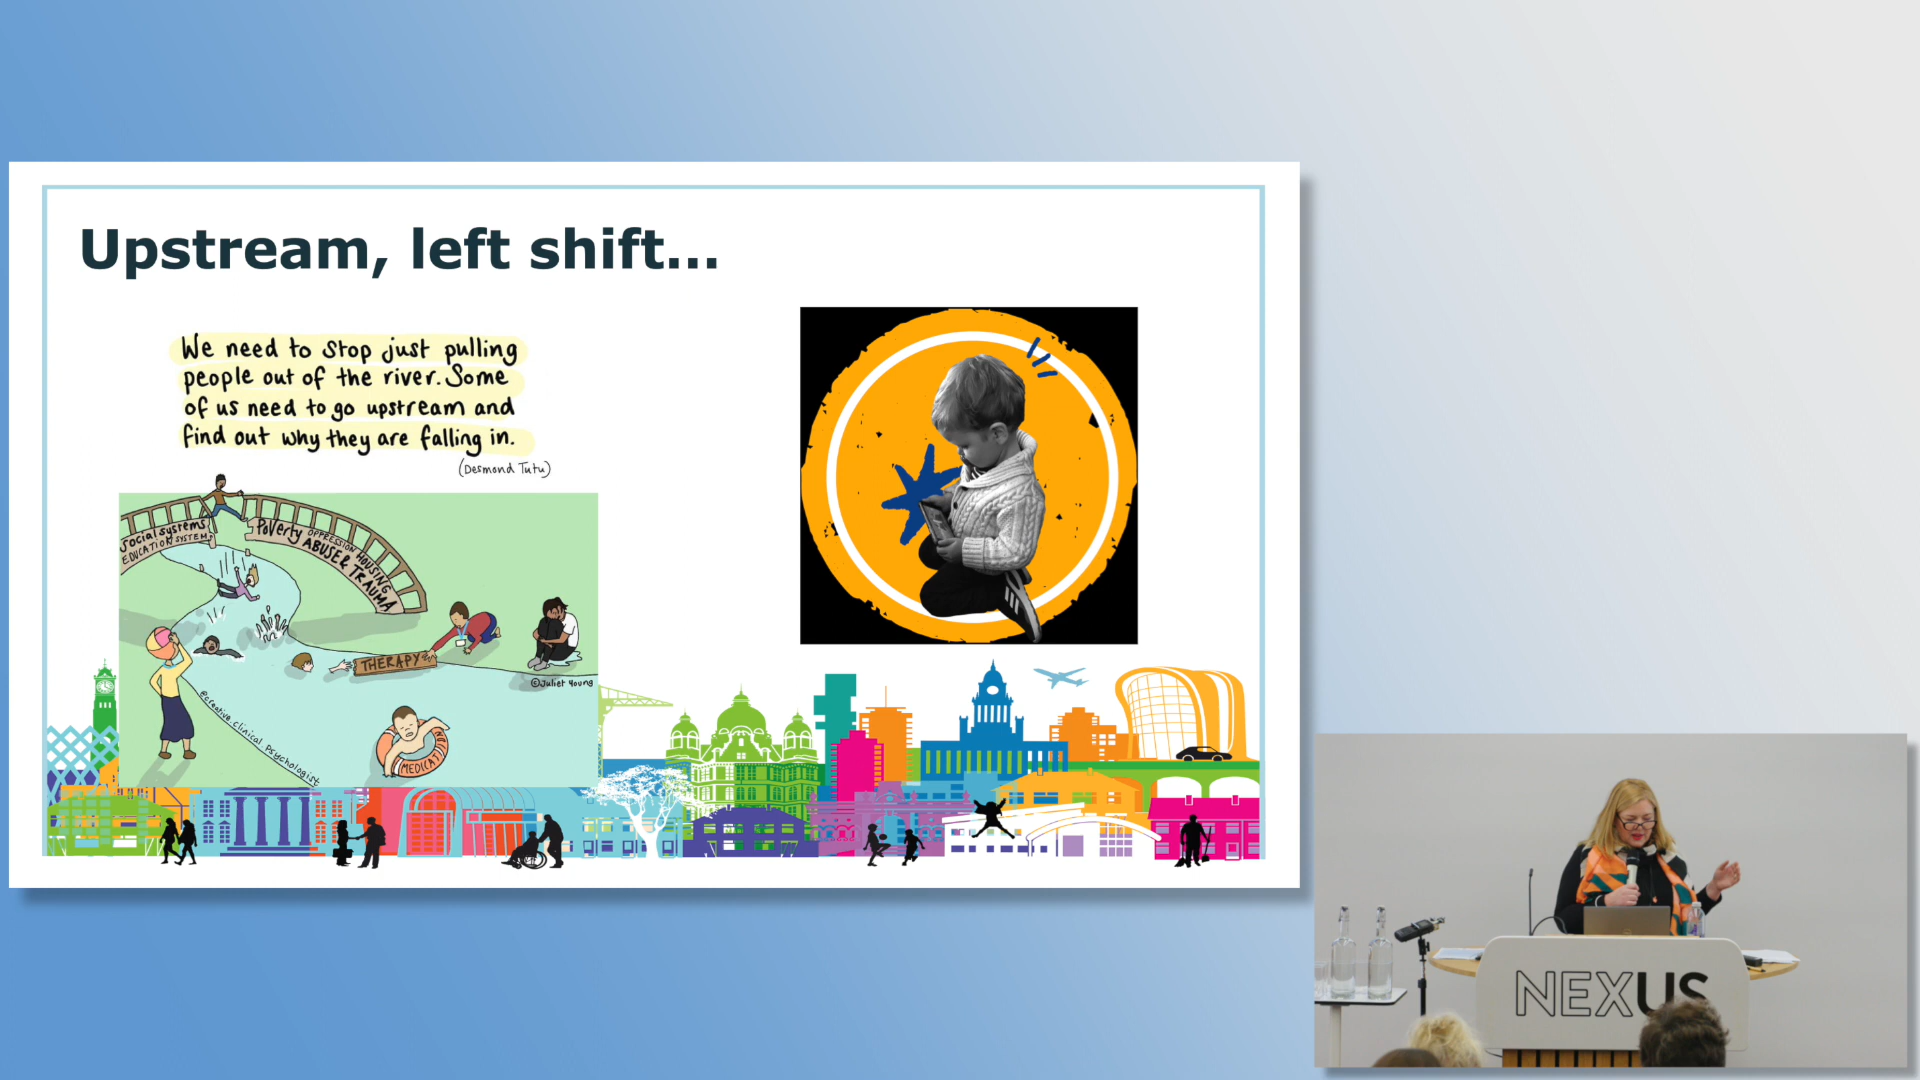 Upstream, left shift...
We need to stop just pulling
people out of the river. Some
of us need to go upstream and
find out why they are falling in.
(Desmond Tutu)
Social systems
EDUCATION SYSTEMS
Poverty OPPRESSION HOUSING
ABUSE & TRAUMA
THERAPY
©Juliet Young
@creative.clinical.psychologist
NEXUS